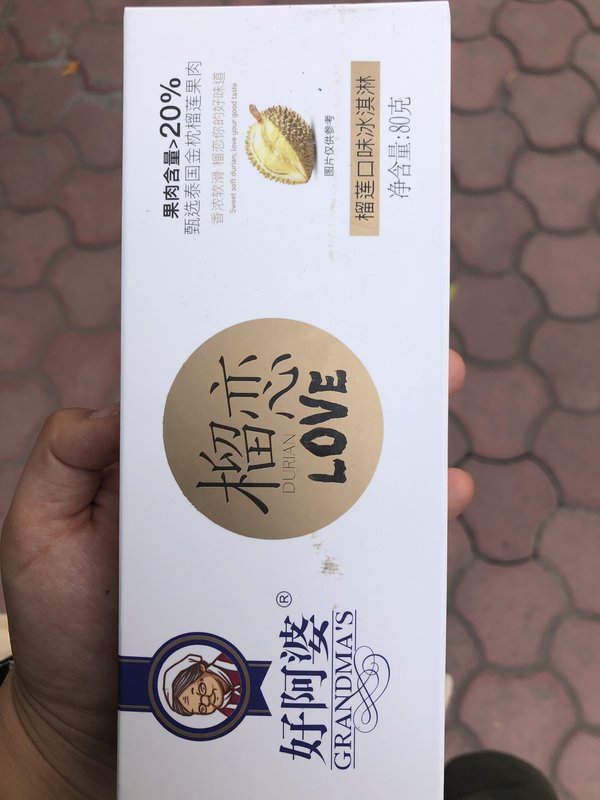 好阿婆®
GRANDMA'S
榴恋
DURIAN
LOVE
果肉含量>20%
甄选泰国金枕榴莲果肉
香浓软滑 榴恋你的好味道
Sweet soft durian, love your good taste
图片仅供参考
榴莲口味冰淇淋
净含量:80克